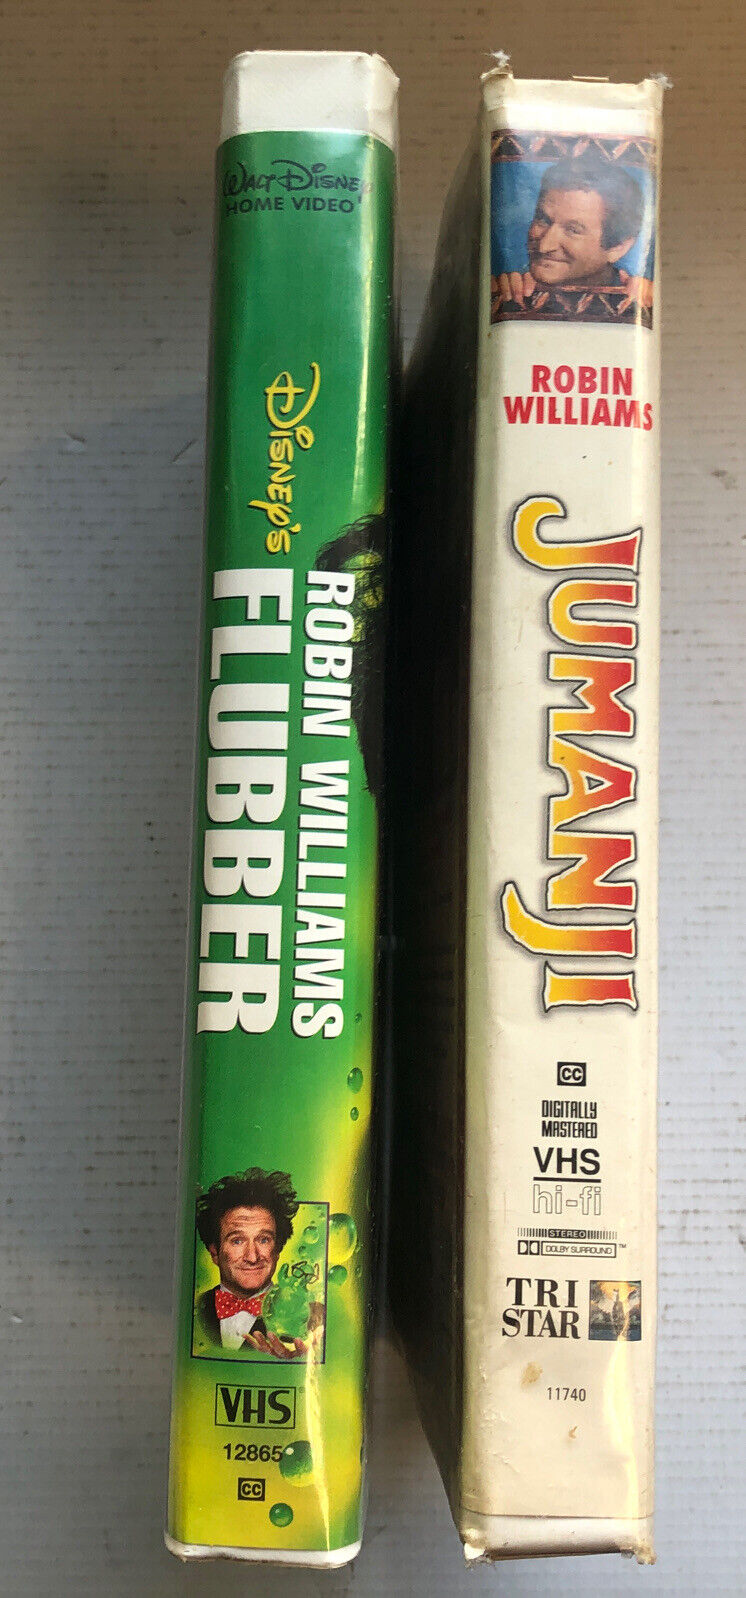 WALT DISNEY
HOME VIDEO
DISNEY'S
ROBIN WILLIAMS
FLUBBER
VHS
12865
CC
ROBIN
WILLIAMS
JUMANJI
CC
DIGITALLY
MASTERED
VHS
hi-fi
STEREO
DOLBY SURROUND™
TRI
STAR
11740